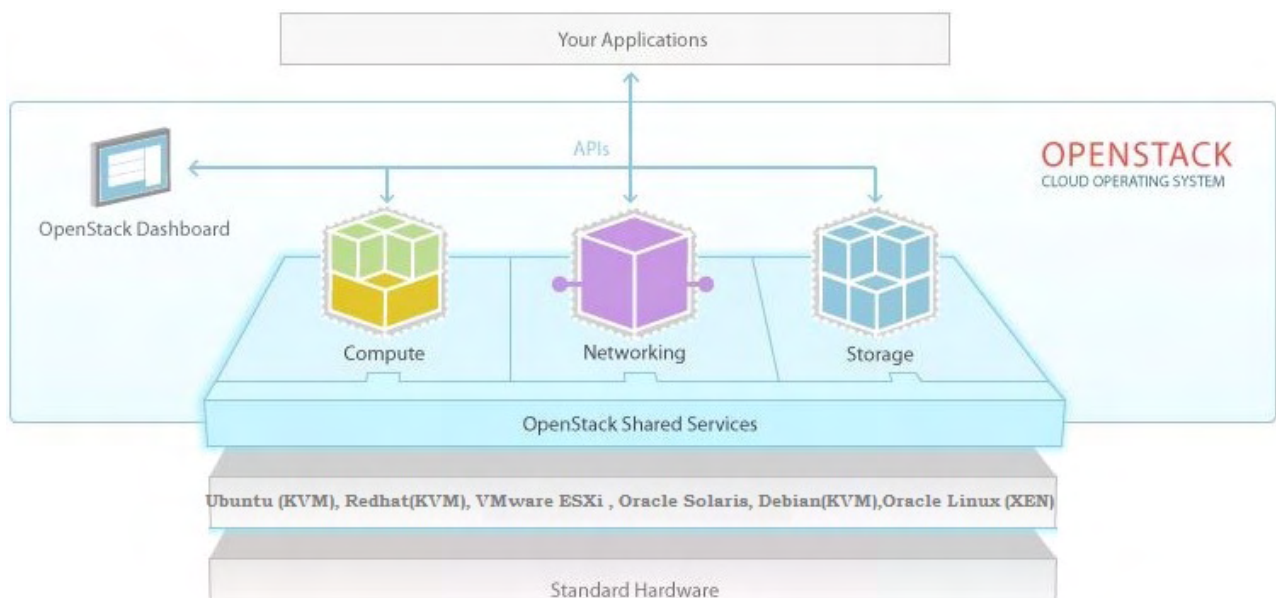 Your Applications
APIs
OPENSTACK
CLOUD OPERATING SYSTEM
OpenStack Dashboard
Compute
Networking
Storage
OpenStack Shared Services
Ubuntu (KVM), Redhat(KVM), VMware ESXi , Oracle Solaris, Debian(KVM),Oracle Linux (XEN)
Standard Hardware